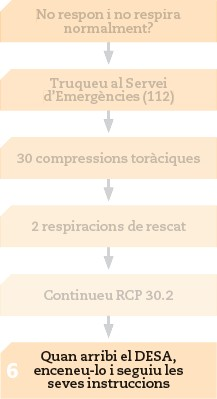 No respon i no respira
normalment?
Truqueu al Servei
d'Emergències (112)
30 compressions toràciques
2 respiracions de rescat
Continueu RCP 30.2
6
Quan arribi el DESA,
enceneu-lo i seguiu les
seves instruccions